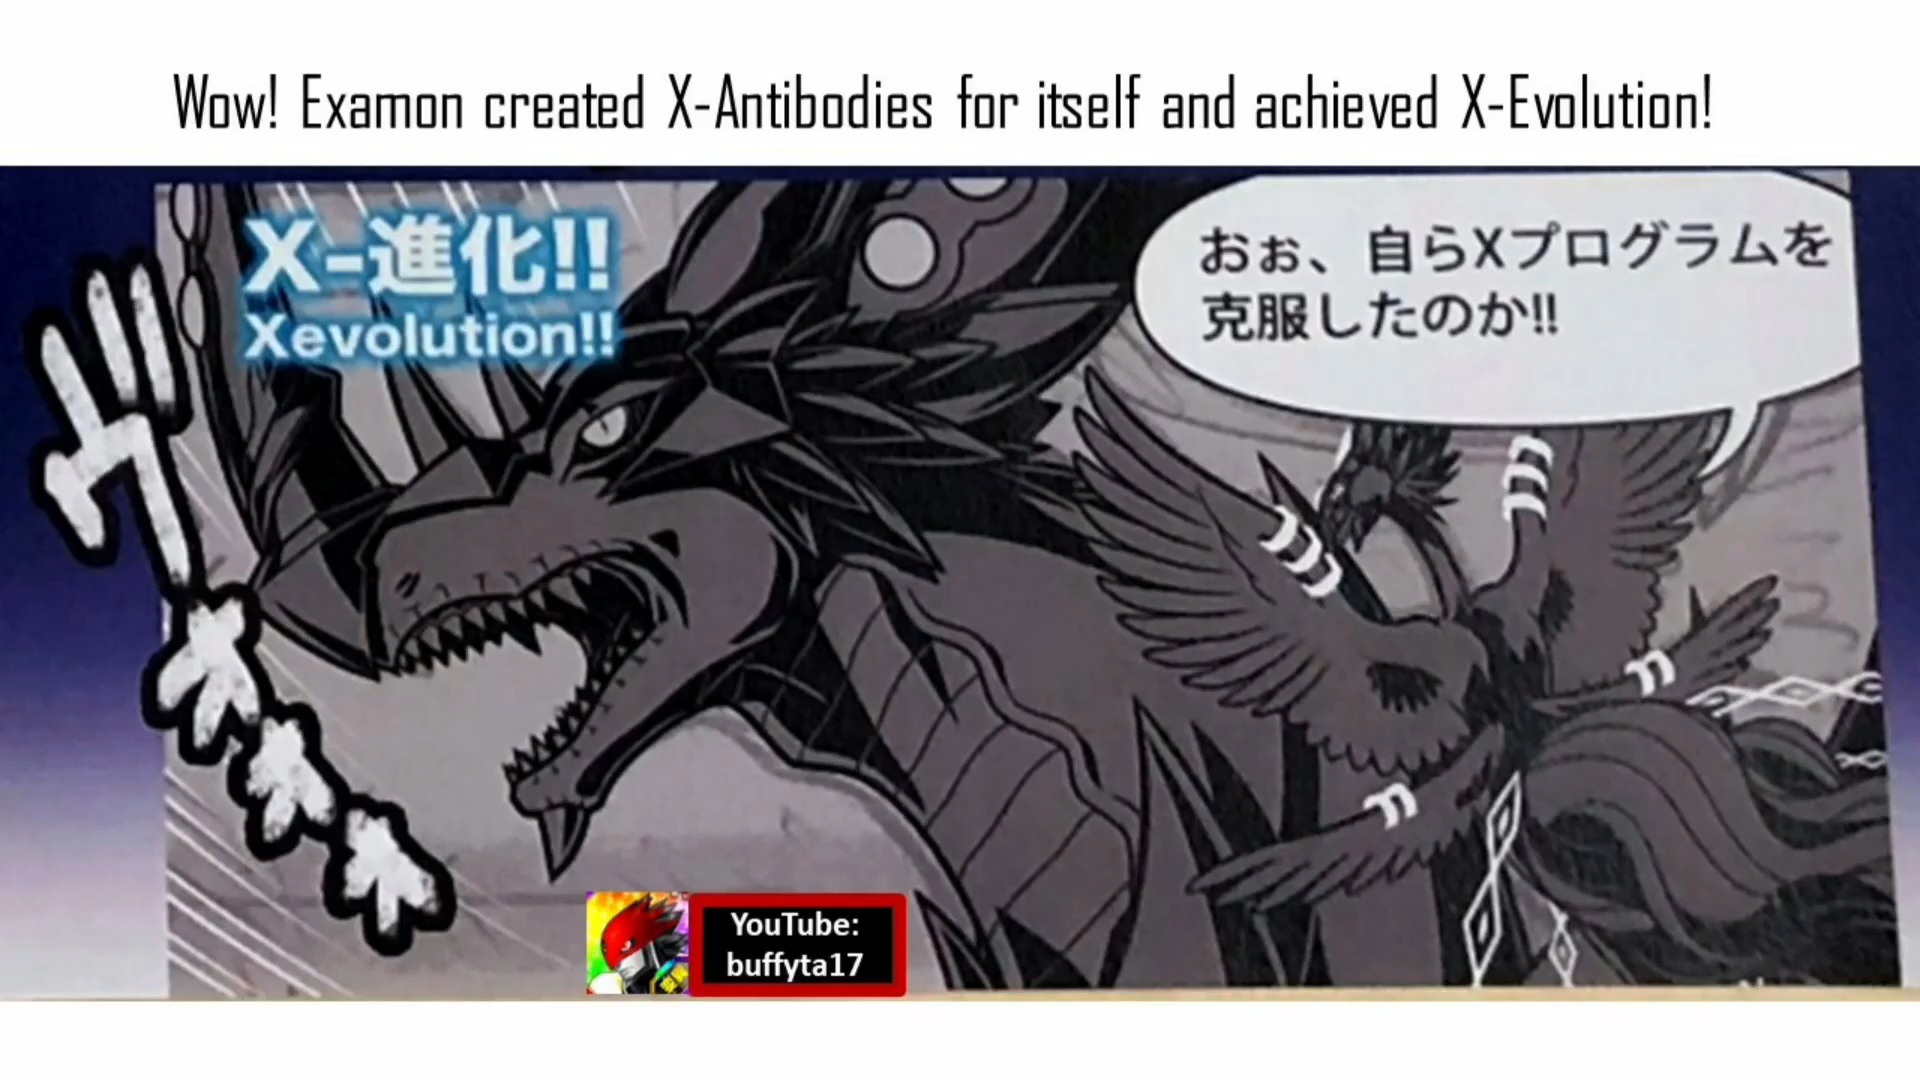 Wow! Examon created X-Antibodies for itself and achieved X-Evolution!
X-進化!!
Xevolution!!
おぉ、自らXプログラムを
克服したのか!!
YouTube:
buffyta17